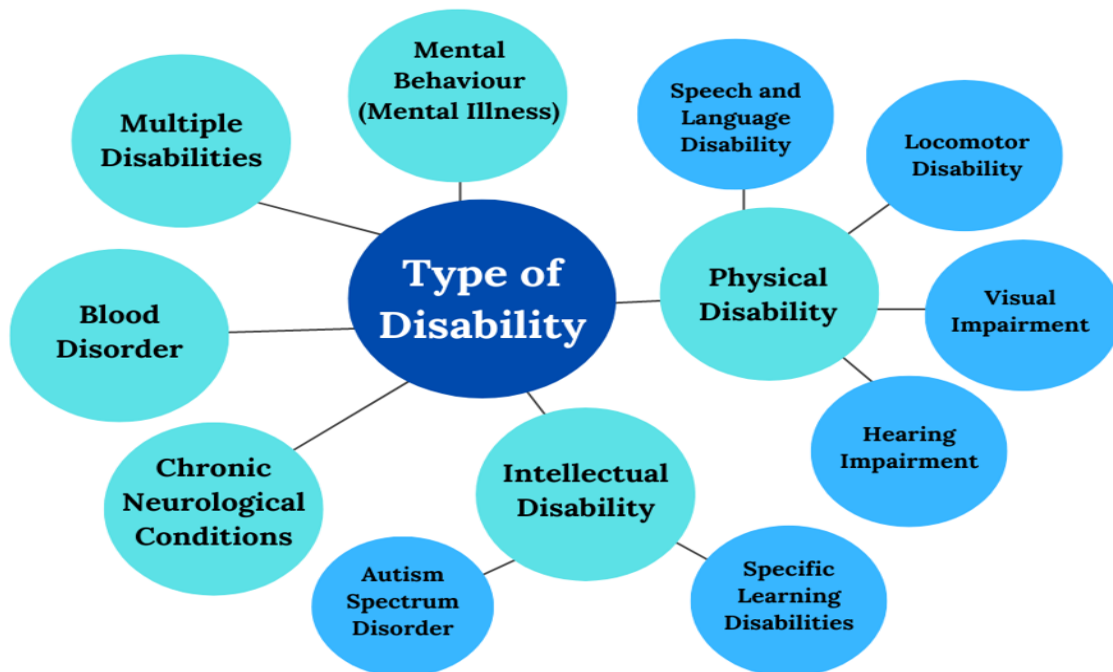 Mental
Behaviour
(Mental Illness)
Multiple
Disabilities
Speech and
Language
Disability
Locomotor
Disability
Type of
Disability
Physical
Disability
Visual
Impairment
Blood
Disorder
Hearing
Impairment
Chronic
Neurological
Conditions
Intellectual
Disability
Autism
Spectrum
Disorder
Specific
Learning
Disabilities